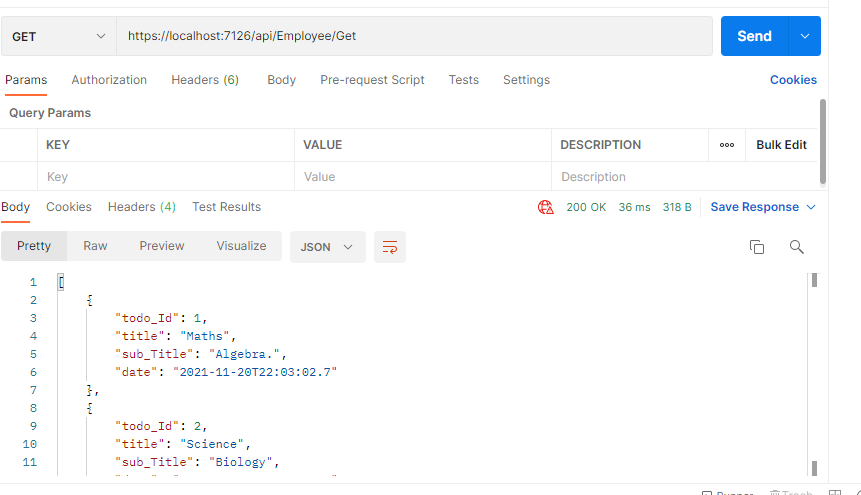 GET https://localhost:7126/api/Employee/Get Send
Params Authorization Headers (6) Body Pre-request Script Tests Settings Cookies
Query Params
KEY VALUE DESCRIPTION ooo Bulk Edit
Key Value Description
Body Cookies Headers (4) Test Results 200 OK 36 ms 318 B Save Response
Pretty Raw Preview Visualize JSON
1 [
2 {
3 "todo_Id": 1,
4 "title": "Maths",
5 "sub_Title": "Algebra.",
6 "date": "2021-11-20T22:03:02.7"
7 },
8 {
9 "todo_Id": 2,
10 "title": "Science",
11 "sub_Title": "Biology",
Runner Trash